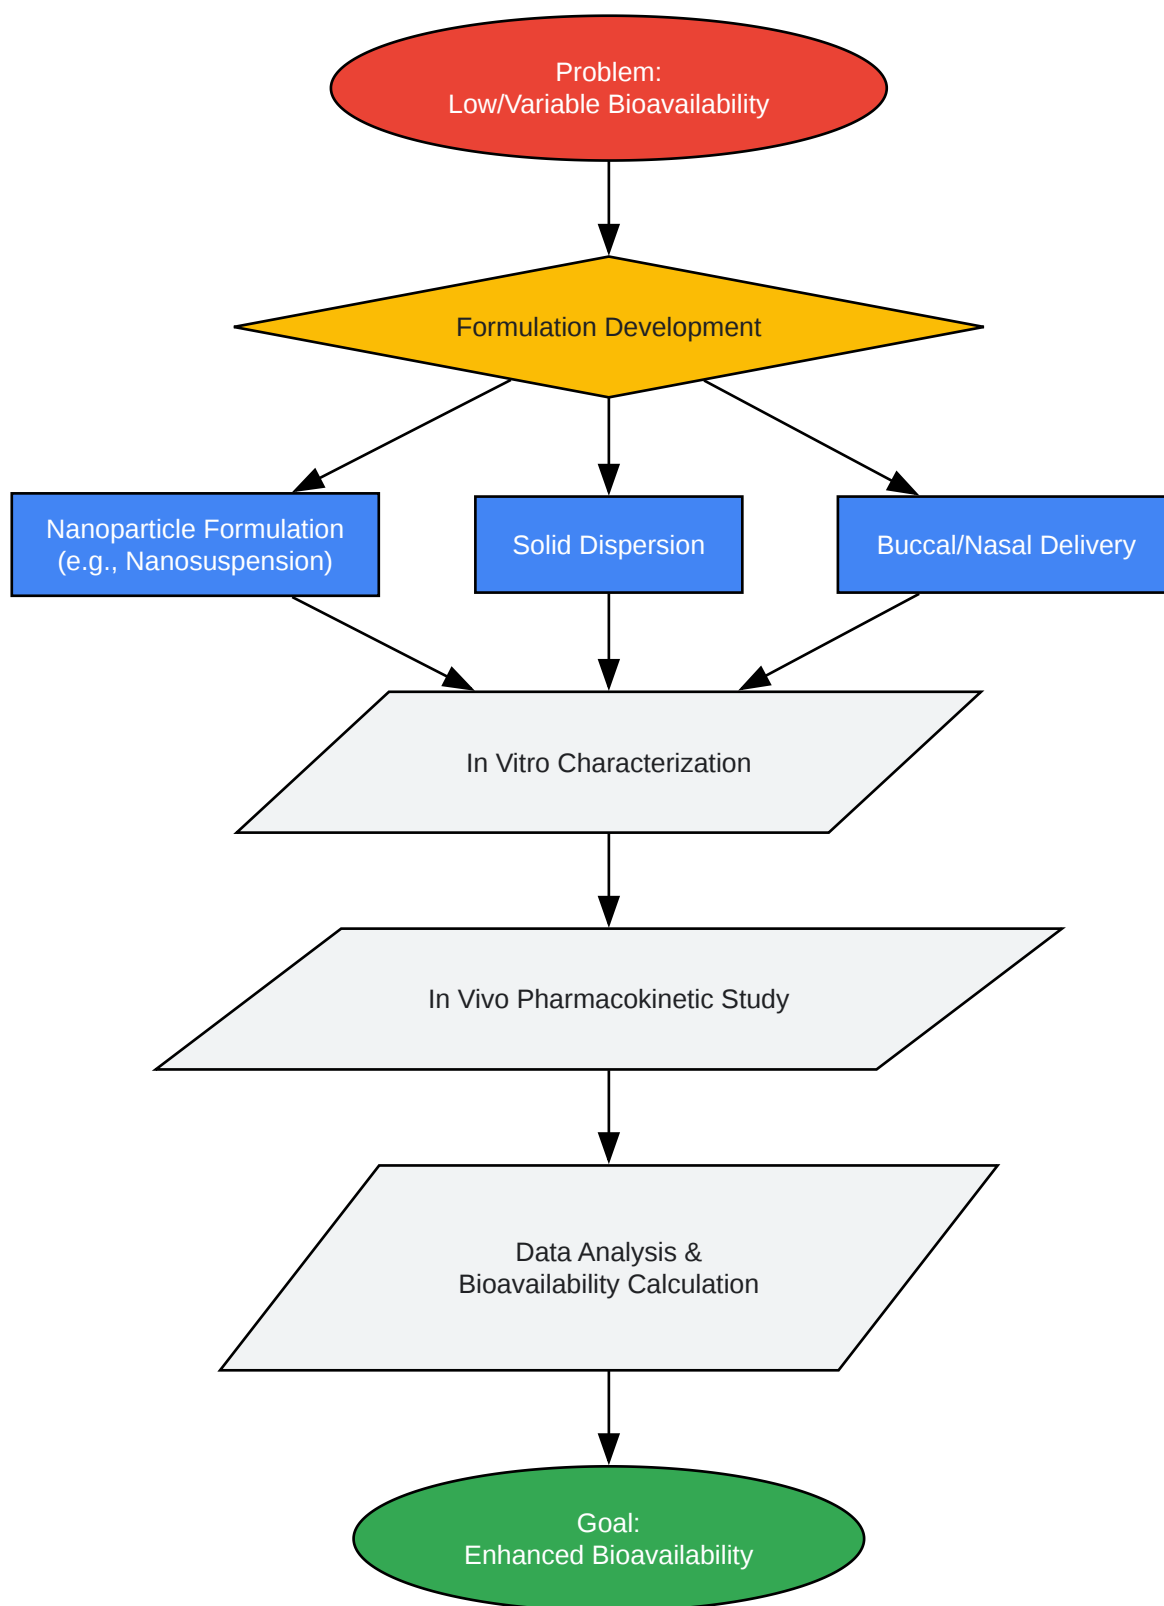 Problem:
Low/Variable Bioavailability
Formulation Development
Nanoparticle Formulation
(e.g., Nanosuspension)
Solid Dispersion
Buccal/Nasal Delivery
In Vitro Characterization
In Vivo Pharmacokinetic Study
Data Analysis &
Bioavailability Calculation
Goal:
Enhanced Bioavailability